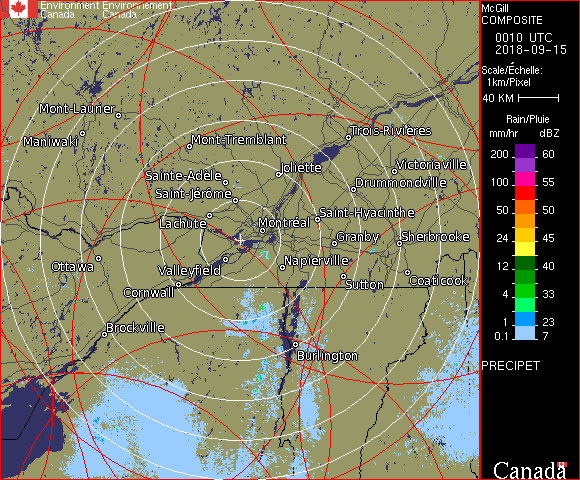 Environment Environnement
Canada Canada
McGill
COMPOSITE
0010 UTC
2018-09-15
Scale/Échelle:
1km/Pixel
40 KM
Rain/Pluie
mm/hr dBZ
200 60
150 57
100 55
50 50
24 45
12 40
4 33
1 23
0.1 7
PRECIPET
Canada
Mont-Laurier
Maniwaki
Mont-Tremblant
Trois-Rivières
Sainte-Adèle
Joliette
Victoriaville
Saint-Jérôme
Drummondville
Lachute
Montréal
Saint-Hyacinthe
Granby
Sherbrooke
Ottawa
Valleyfield
Napierville
Cornwall
Sutton
Coaticook
Brockville
Burlington